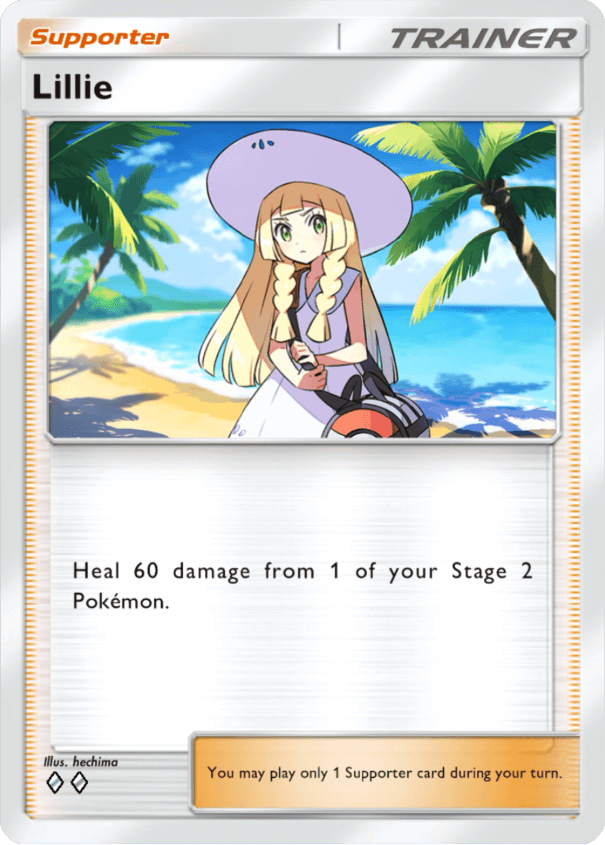 Supporter
TRAINER
Lillie
Heal 60 damage from 1 of your Stage 2
Pokémon.
Illus. hechima
You may play only 1 Supporter card during your turn.